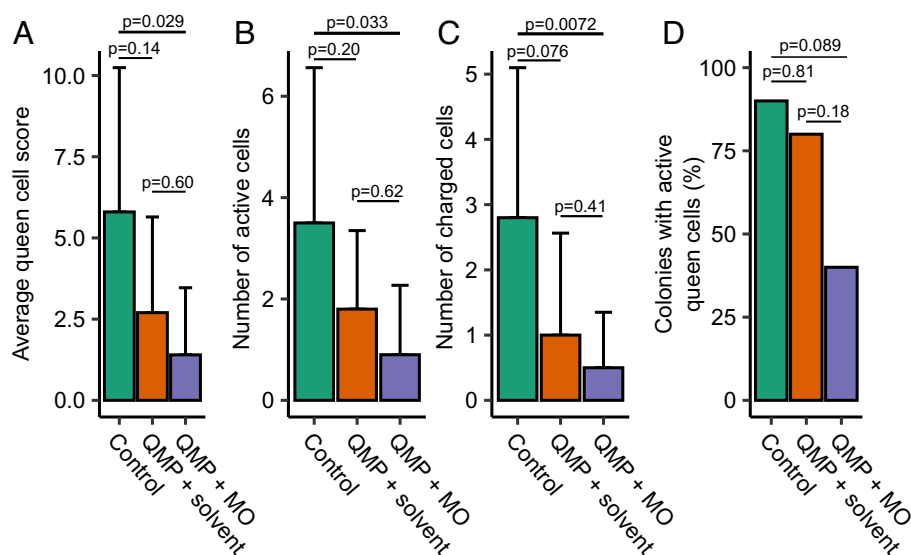 A
p=0.029
p=0.14
p=0.60
Average queen cell score
10.0
7.5
5.0
2.5
0.0
Control
QMP + solvent
QMP + MO
B
p=0.033
p=0.20
p=0.62
Number of active cells
6
4
2
0
Control
QMP + solvent
QMP + MO
C
p=0.0072
p=0.076
p=0.41
Number of charged cells
5
4
3
2
1
0
Control
QMP + solvent
QMP + MO
D
p=0.089
p=0.81
p=0.18
Colonies with active
queen cells (%)
100
75
50
25
0
Control
QMP + solvent
QMP + MO